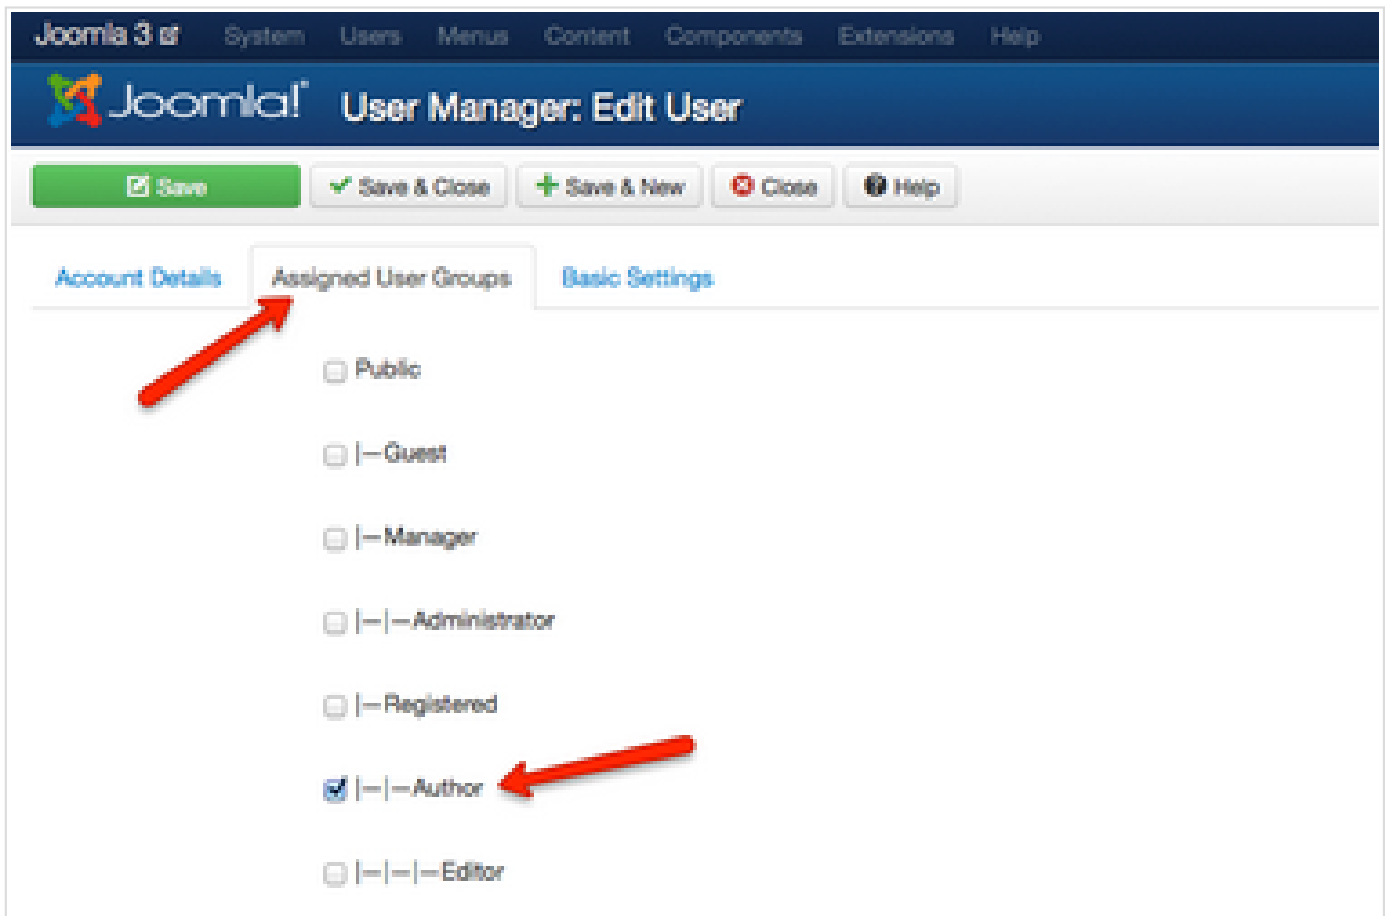 Joomla 3 System Users Menus Content Components Extensions Help
Joomla! User Manager: Edit User
Save Save & Close Save & New Close Help
Account Details Assigned User Groups Basic Settings
Public
|—Guest
|—Manager
|—|—Administrator
|—Registered
|—|—Author
|—|—|—Editor